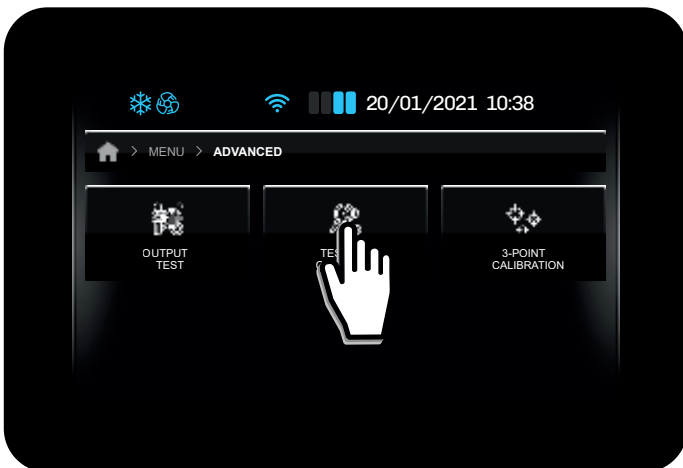 20/01/2021 10:38
> MENU > ADVANCED
OUTPUT
TEST
3-POINT
CALIBRATION